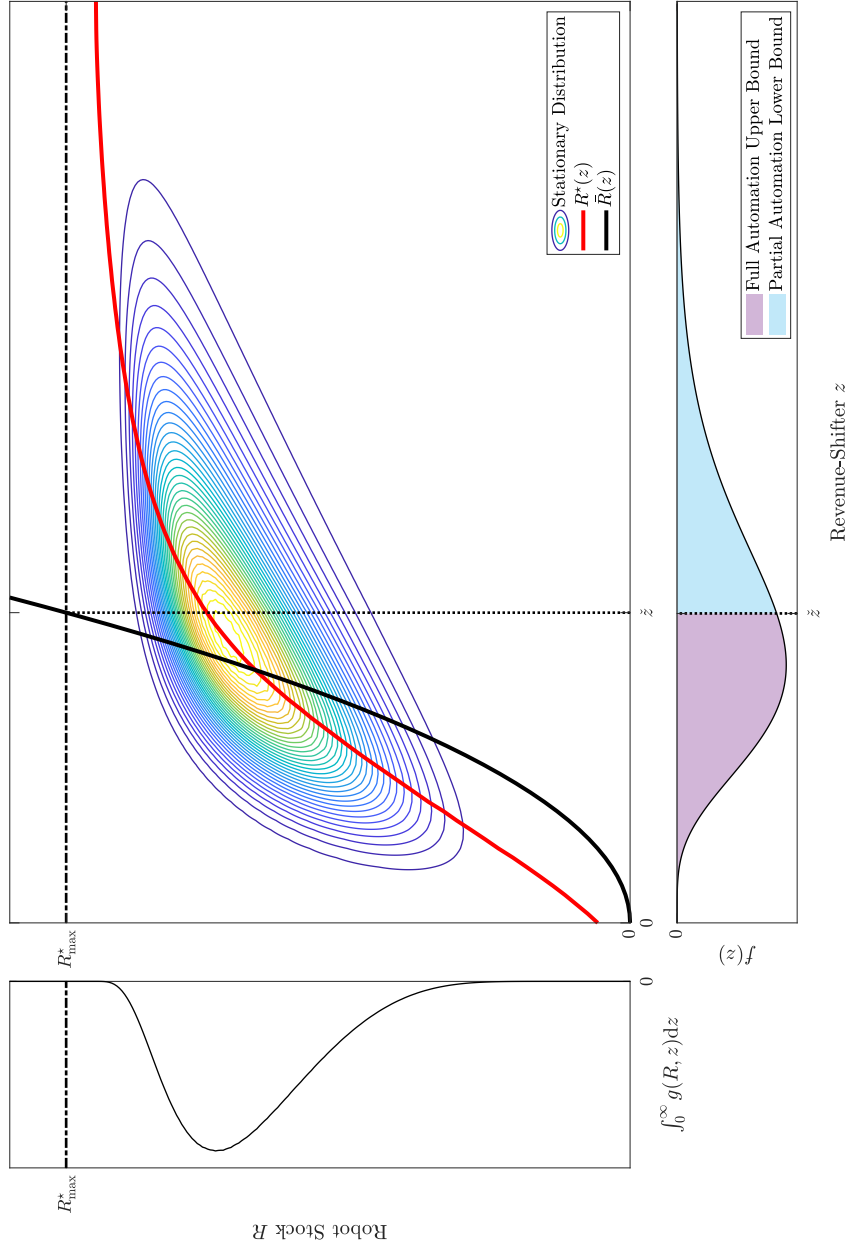 Robot Stock R
R*max
R*max
0
∫₀^∞ g(R, z)dz
0
0
z̃
Stationary Distribution
R*(z)
R̄(z)
0
f(z)
z̃
Full Automation Upper Bound
Partial Automation Lower Bound
Revenue-Shifter z